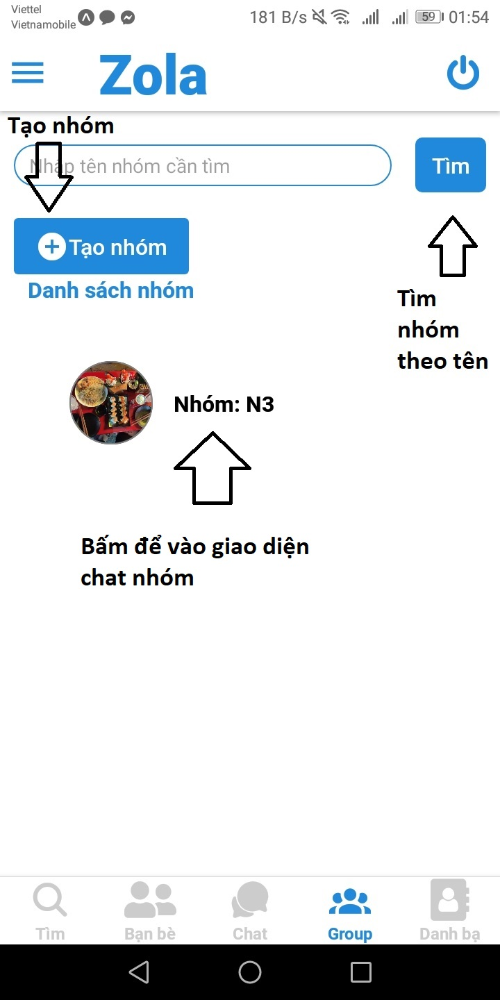 Viettel
Vietnamobile
181 B/s
59
01:54
Zola
Tạo nhóm
Nhập tên nhóm cần tìm
Tìm
Tạo nhóm
Danh sách nhóm
Tìm
nhóm
theo tên
Nhóm: N3
Bấm để vào giao diện
chat nhóm
Tìm
Bạn bè
Chat
Group
Danh bạ